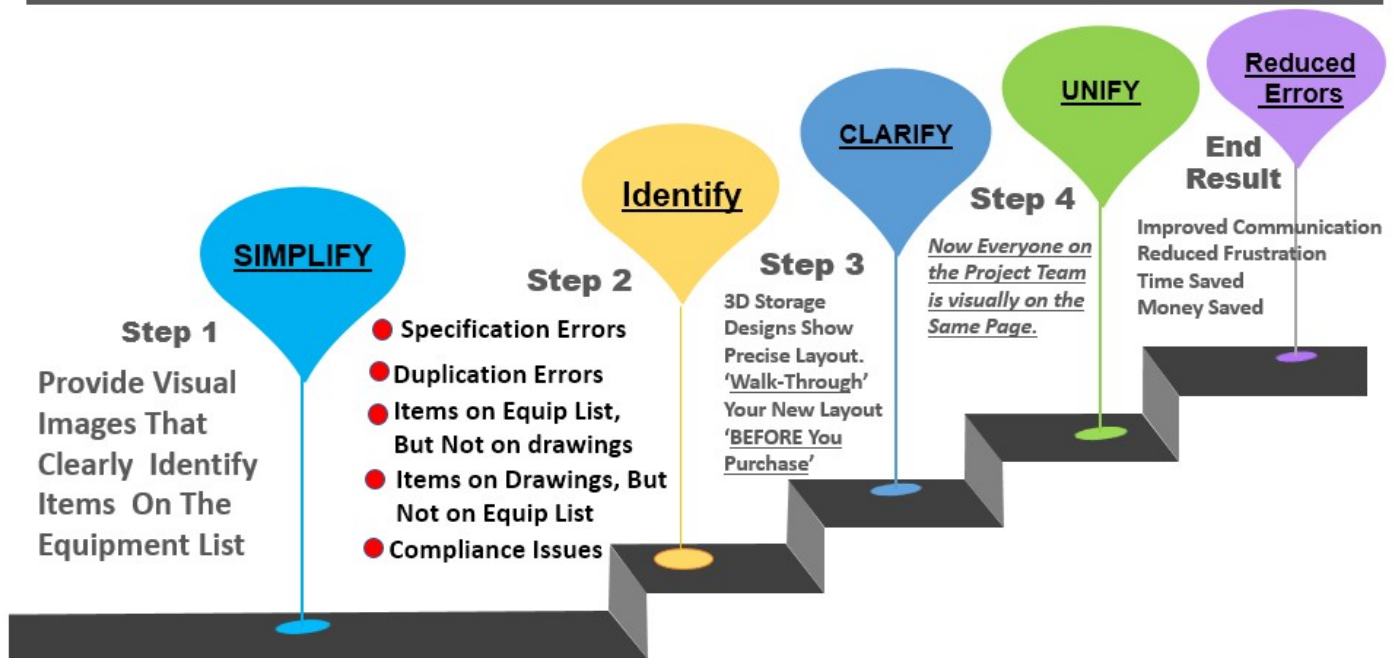 SIMPLIFY
Step 1
Provide Visual
Images That
Clearly Identify
Items On The
Equipment List
Identify
Step 2
Specification Errors
Duplication Errors
Items on Equip List,
But Not on drawings
Items on Drawings, But
Not on Equip List
Compliance Issues
CLARIFY
Step 3
3D Storage
Designs Show
Precise Layout.
‘Walk-Through’
Your New Layout
‘BEFORE You
Purchase’
UNIFY
Step 4
Now Everyone on
the Project Team
is visually on the
Same Page.
Reduced
Errors
End
Result
Improved Communication
Reduced Frustration
Time Saved
Money Saved